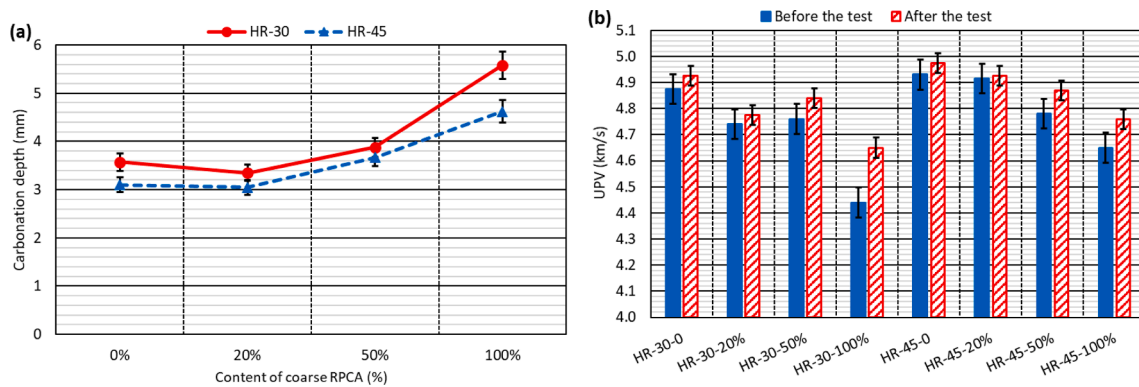 (a)
HR-30
HR-45
Carbonation depth (mm)
6
5
4
3
2
1
0
0%
20%
50%
100%
Content of coarse RPCA (%)
(b)
Before the test
After the test
UPV (km/s)
5.1
5.0
4.9
4.8
4.7
4.6
4.5
4.4
4.3
4.2
4.1
4.0
HR-30-0
HR-30-20%
HR-30-50%
HR-30-100%
HR-45-0
HR-45-20%
HR-45-50%
HR-45-100%